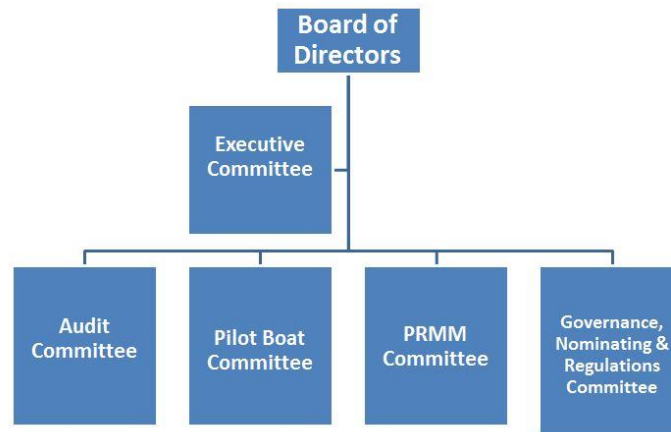 Board of
Directors
Executive
Committee
Audit
Committee
Pilot Boat
Committee
PRMM
Committee
Governance,
Nominating &
Regulations
Committee